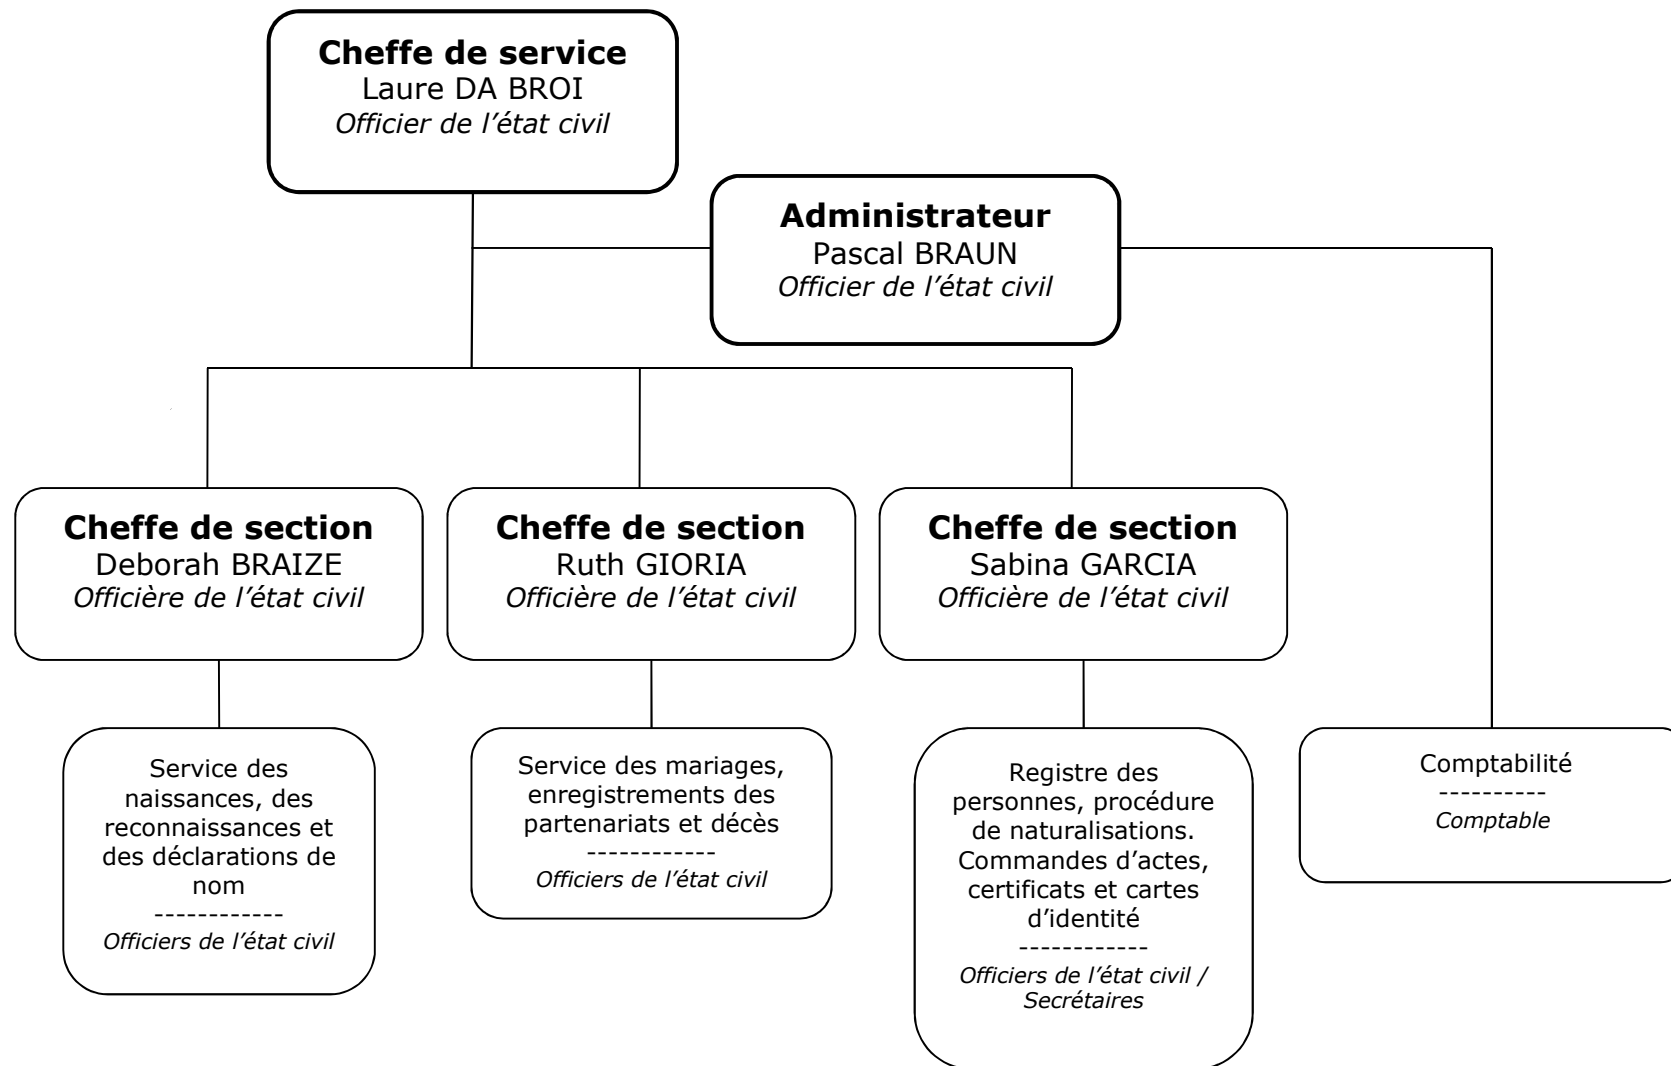 Cheffe de service
Laure DA BROI
Officier de l’état civil
Administrateur
Pascal BRAUN
Officier de l’état civil
Cheffe de section
Deborah BRAIZE
Officière de l’état civil
Cheffe de section
Ruth GIORIA
Officière de l’état civil
Cheffe de section
Sabina GARCIA
Officière de l’état civil
Service des
naissances, des
reconnaissances et
des déclarations de
nom
------------
Officiers de l’état civil
Service des mariages,
enregistrements des
partenariats et décès
------------
Officiers de l’état civil
Registre des
personnes, procédure
de naturalisations.
Commandes d’actes,
certificats et cartes
d’identité
------------
Officiers de l’état civil /
Secrétaires
Comptabilité
----------
Comptable